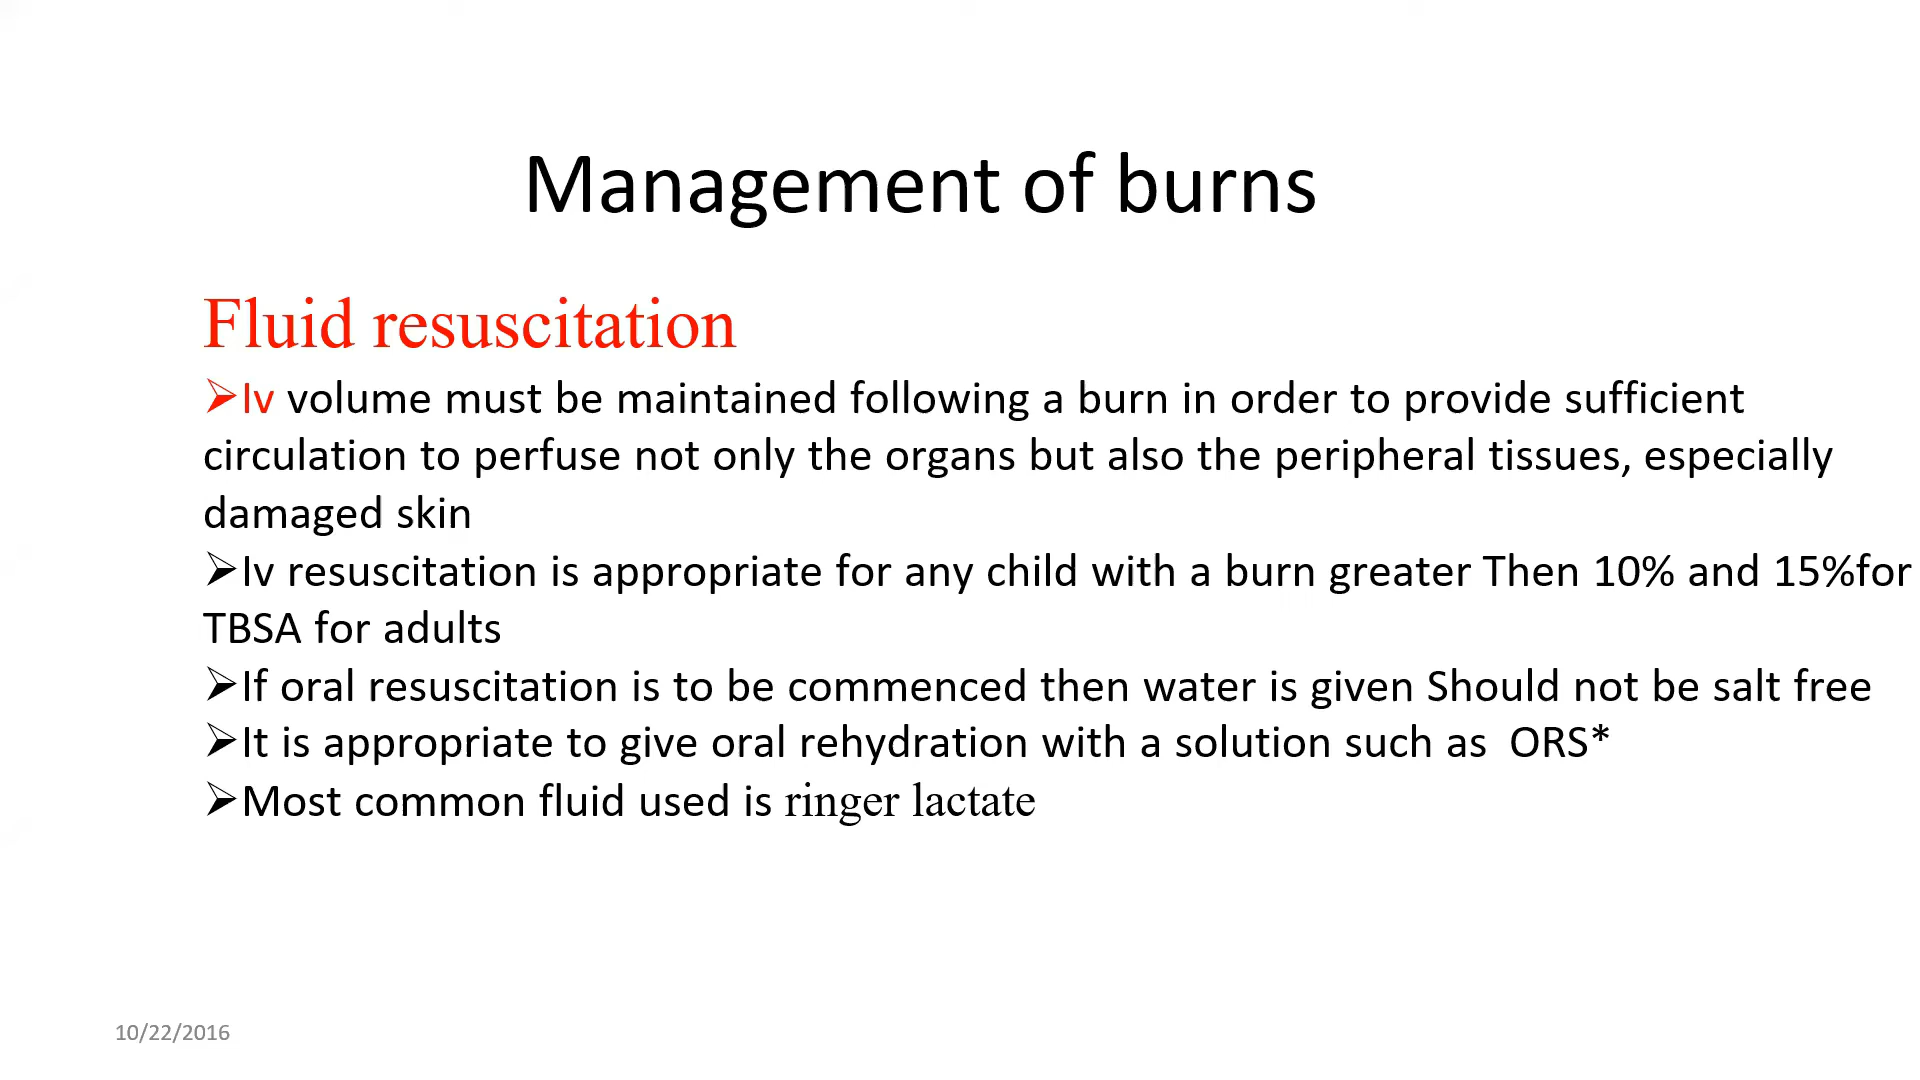 Management of burns
Fluid resuscitation
➢Iv volume must be maintained following a burn in order to provide sufficient
circulation to perfuse not only the organs but also the peripheral tissues, especially
damaged skin
➢Iv resuscitation is appropriate for any child with a burn greater Then 10% and 15%for
TBSA for adults
➢If oral resuscitation is to be commenced then water is given Should not be salt free
➢It is appropriate to give oral rehydration with a solution such as ORS*
➢Most common fluid used is ringer lactate
10/22/2016